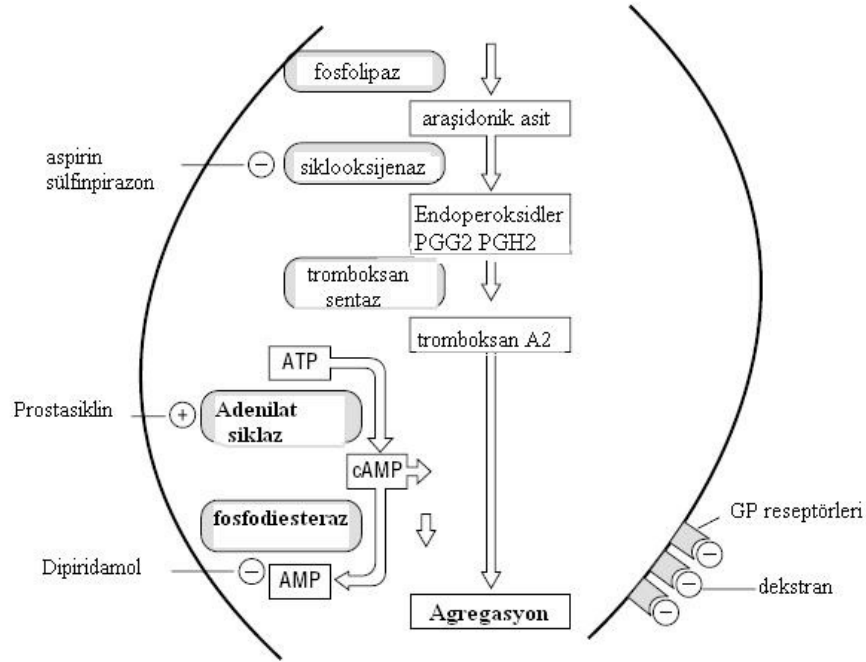 fosfolipaz
araşidonik asit
aspirin
sülfinpirazon
−
siklooksijenaz
Endoperoksidler
PGG2 PGH2
tromboksan
sentaz
tromboksan A2
ATP
Prostasiklin
+
Adenilat
siklaz
cAMP
fosfodiesteraz
GP reseptörleri
−
Dipiridamol
−
AMP
−
dekstran
−
Agregasyon